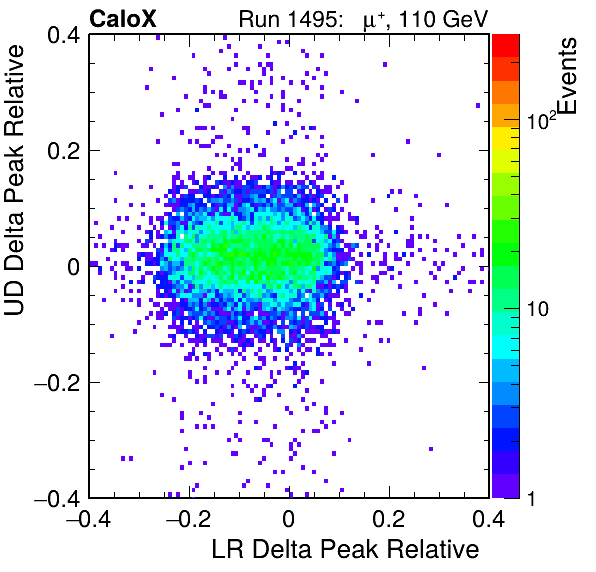 CaloX Run 1495: μ⁺, 110 GeV
UD Delta Peak Relative
0.4
0.2
0
−0.2
−0.4
−0.4 −0.2 0 0.2 0.4
LR Delta Peak Relative
Events
10²
10
1